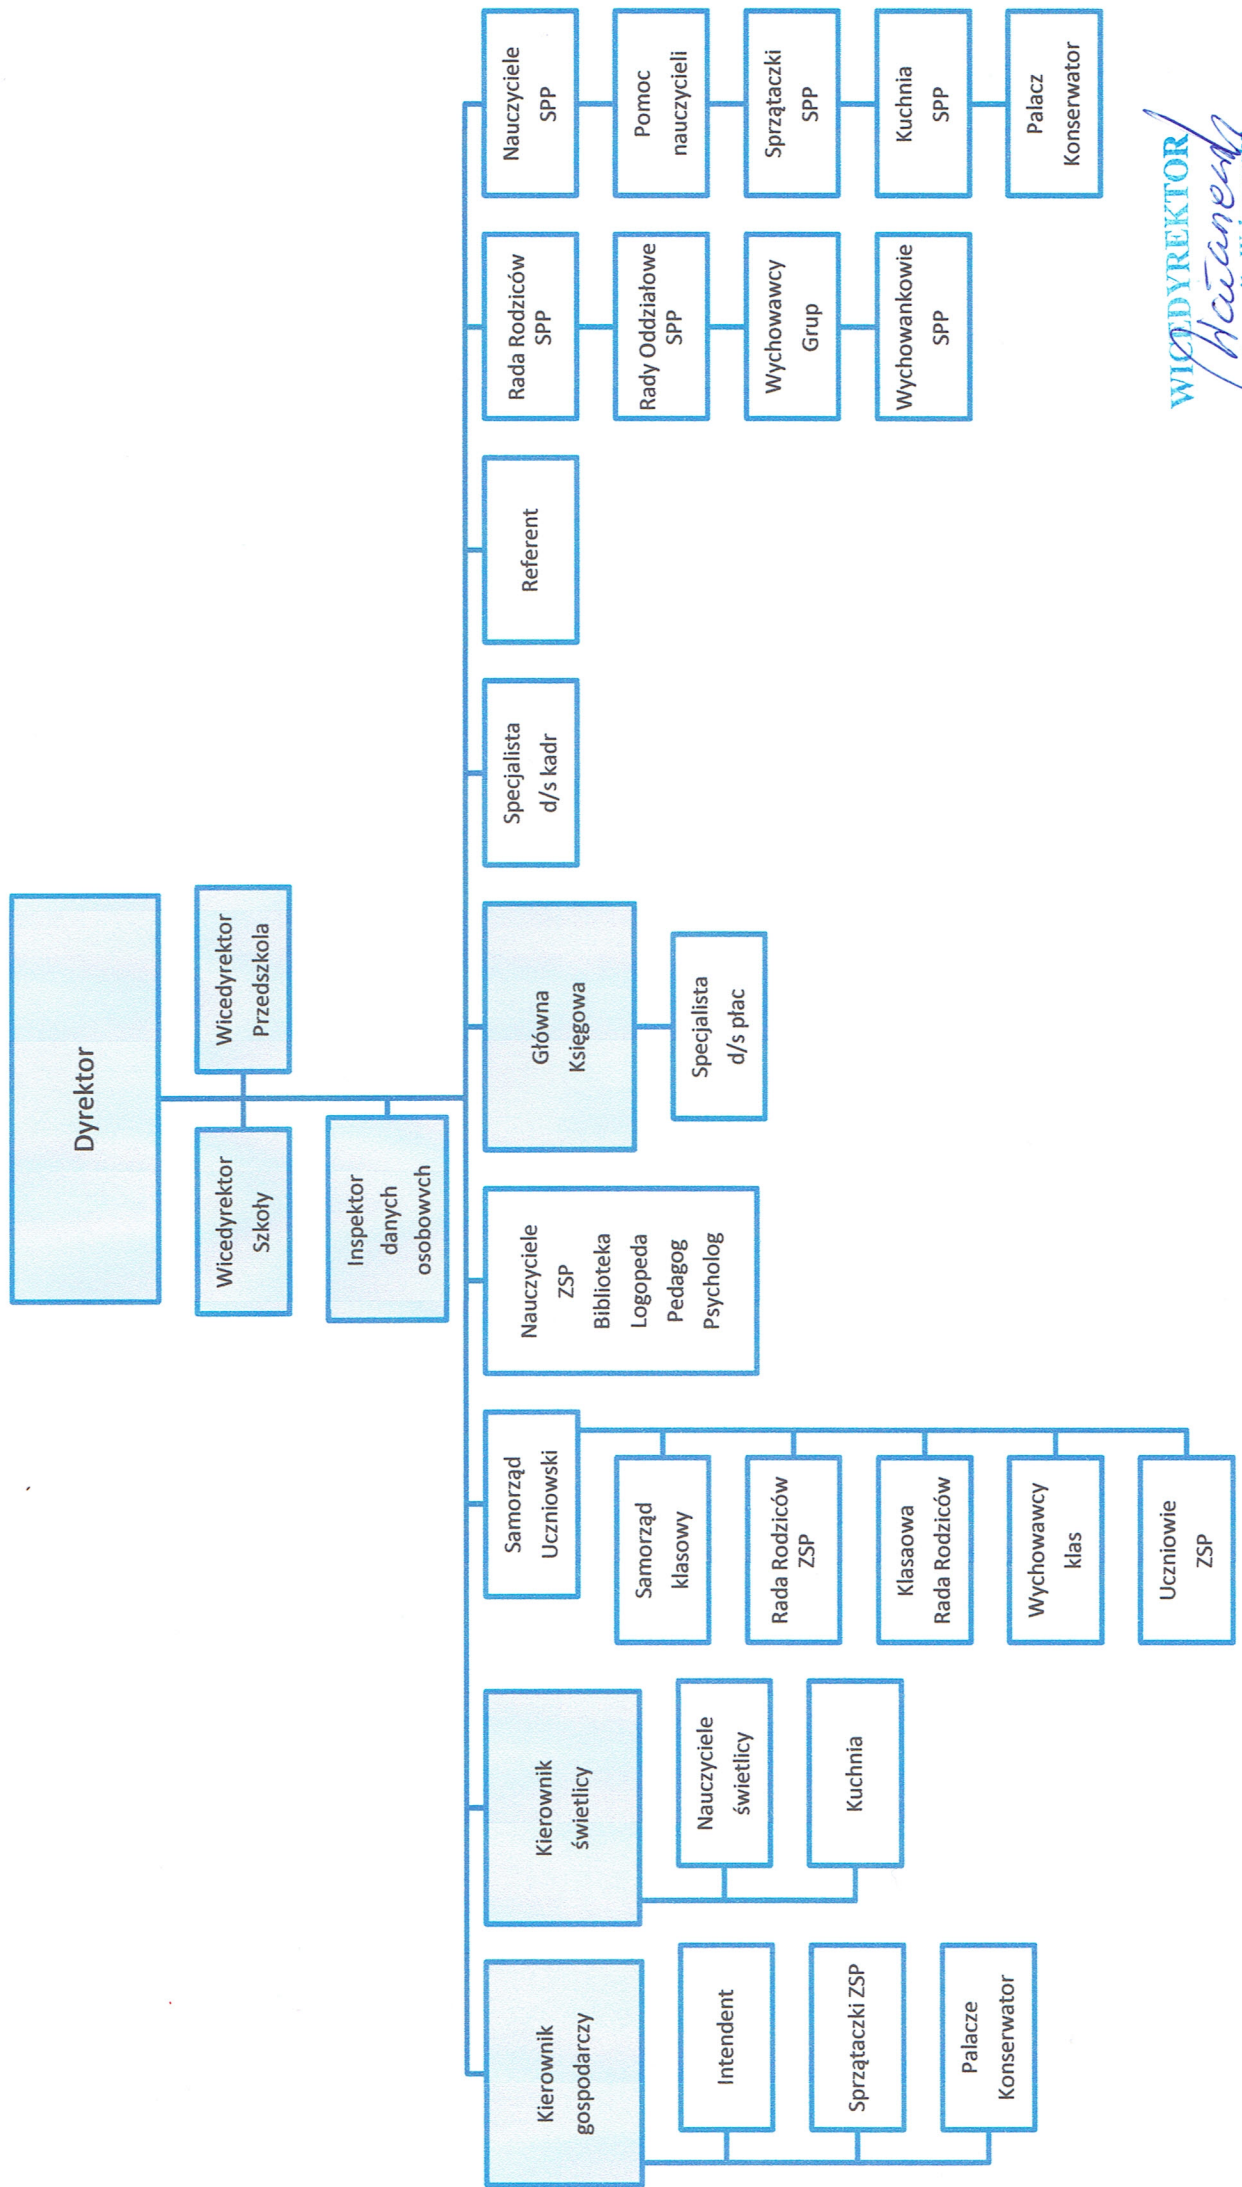 Dyrektor
Wicedyrektor
Szkoły
Wicedyrektor
Przedszkola
Inspektor
danych
osobowych
Kierownik
gospodarczy
Intendent
Sprzątaczki ZSP
Palacze
Konserwator
Kierownik
świetlicy
Nauczyciele
świetlicy
Kuchnia
Samorząd
Uczniowski
Samorząd
klasowy
Rada Rodziców
ZSP
Klasaowa
Rada Rodziców
Wychowawcy
klas
Uczniowie
ZSP
Nauczyciele
ZSP
Biblioteka
Logopeda
Pedagog
Psycholog
Główna
Księgowa
Specjalista
d/s płac
Specjalista
d/s kadr
Referent
Rada Rodziców
SPP
Rady Oddziałowe
SPP
Wychowawcy
Grup
Wychowankowie
SPP
Nauczyciele
SPP
Pomoc
nauczycieli
Sprzątaczki
SPP
Kuchnia
SPP
Palacz
Konserwator
WICEDYREKTOR